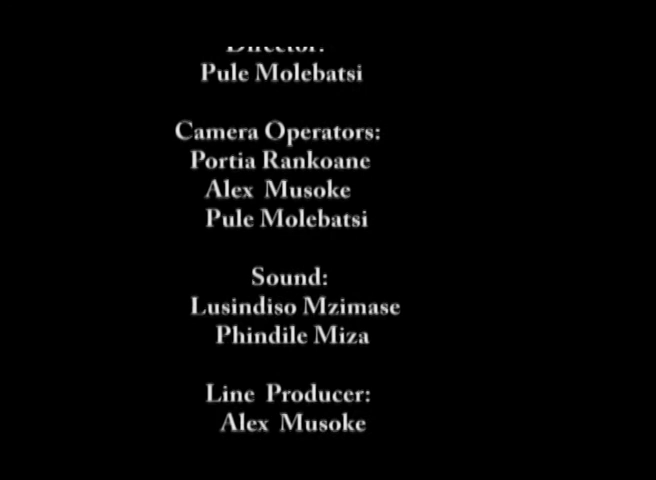 Director:
Pule Molebatsi
Camera Operators:
Portia Rankoane
Alex Musoke
Pule Molebatsi
Sound:
Lusindiso Mzimase
Phindile Miza
Line Producer:
Alex Musoke